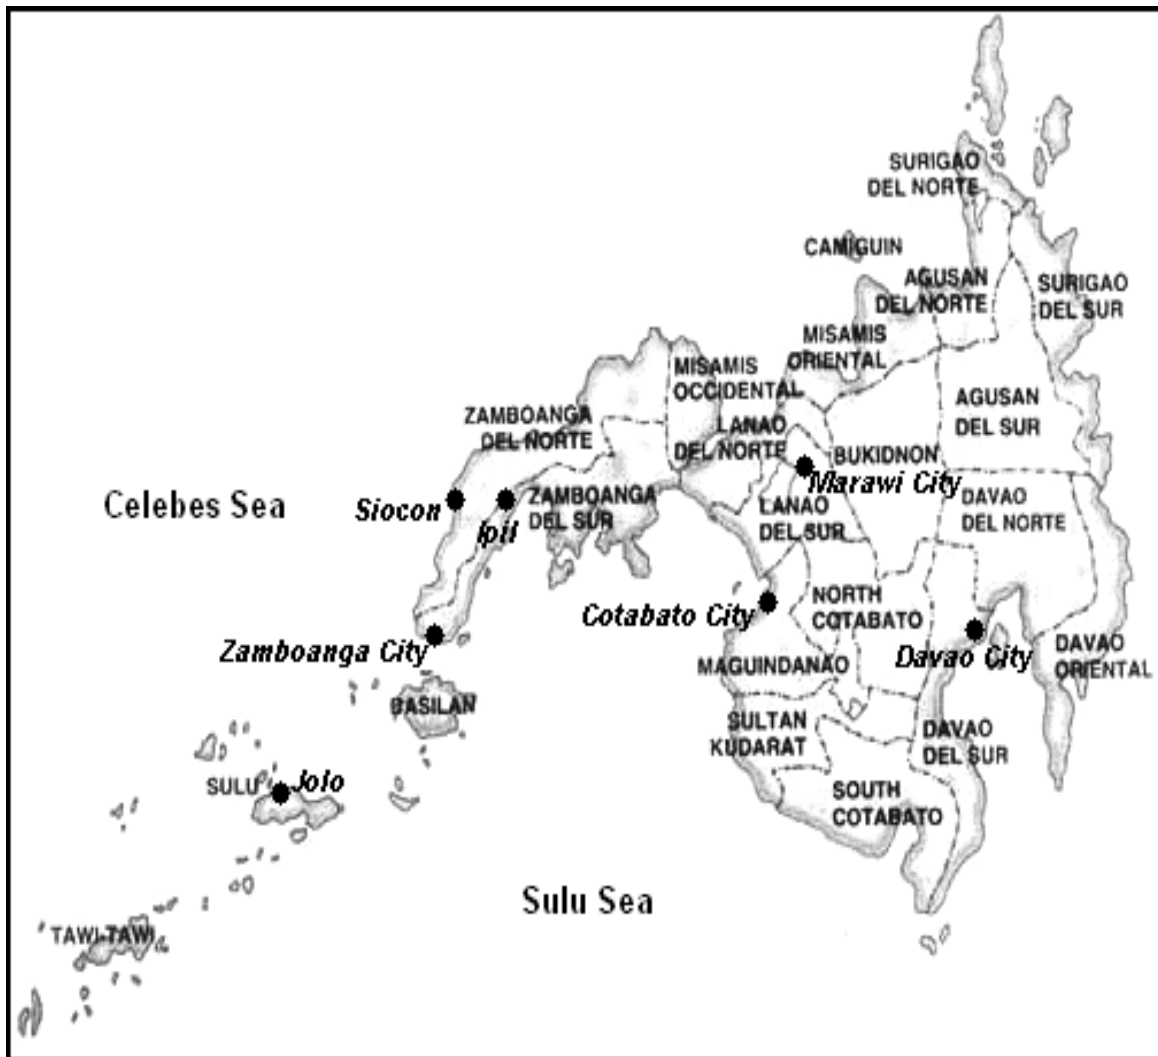 SURIGAO
DEL NORTE
CAMIGUIN
AGUSAN
DEL NORTE
SURIGAO
DEL SUR
MISAMIS
ORIENTAL
MISAMIS
OCCIDENTAL
AGUSAN
DEL SUR
ZAMBOANGA
DEL NORTE
LANAO
DEL NORTE
BUKIDNON
Marawi City
Celebes Sea
Siocon
Ipil
ZAMBOANGA
DEL SUR
LANAO
DEL SUR
DAVAO
DEL NORTE
Cotabato City
NORTH
COTABATO
Zamboanga City
Davao City
DAVAO
ORIENTAL
MAGUINDANAO
BASILAN
SULTAN
KUDARAT
DAVAO
DEL SUR
SULU
Jolo
SOUTH
COTABATO
Sulu Sea
TAWI-TAWI